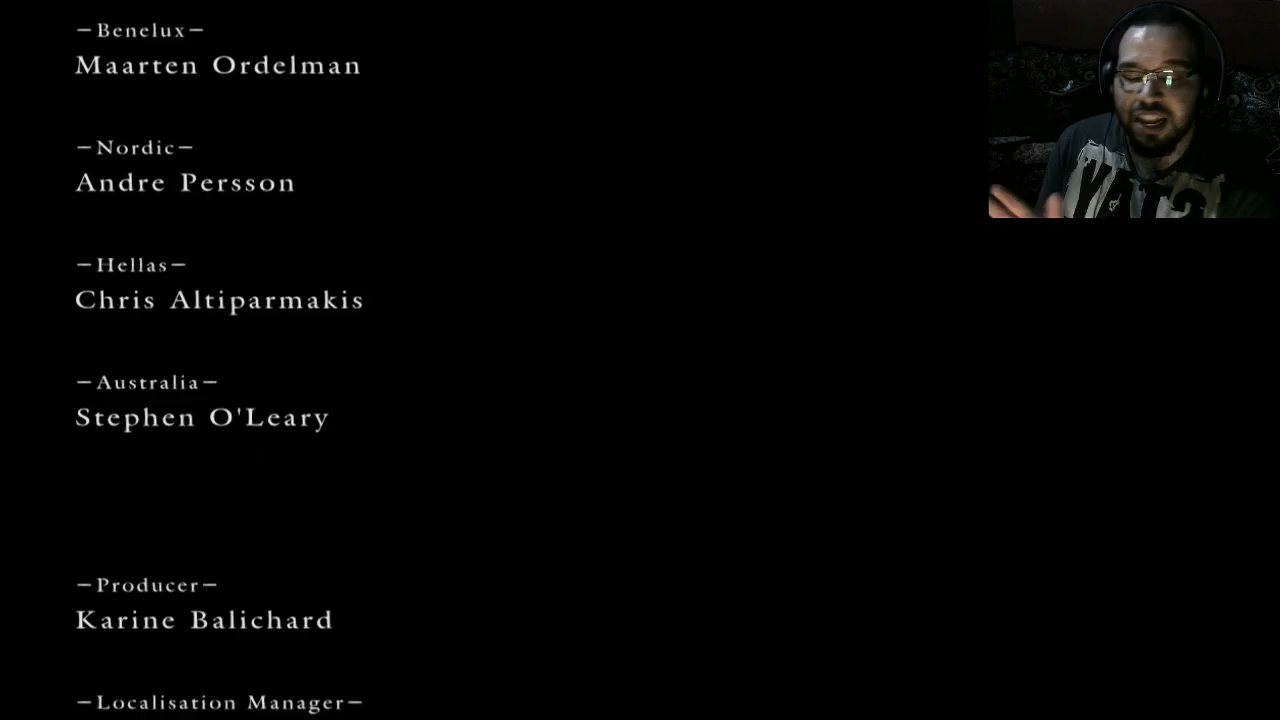 －Benelux－
Maarten Ordelman
－Nordic－
Andre Persson
－Hellas－
Chris Altiparmakis
－Australia－
Stephen O'Leary
－Producer－
Karine Balichard
－Localisation Manager－